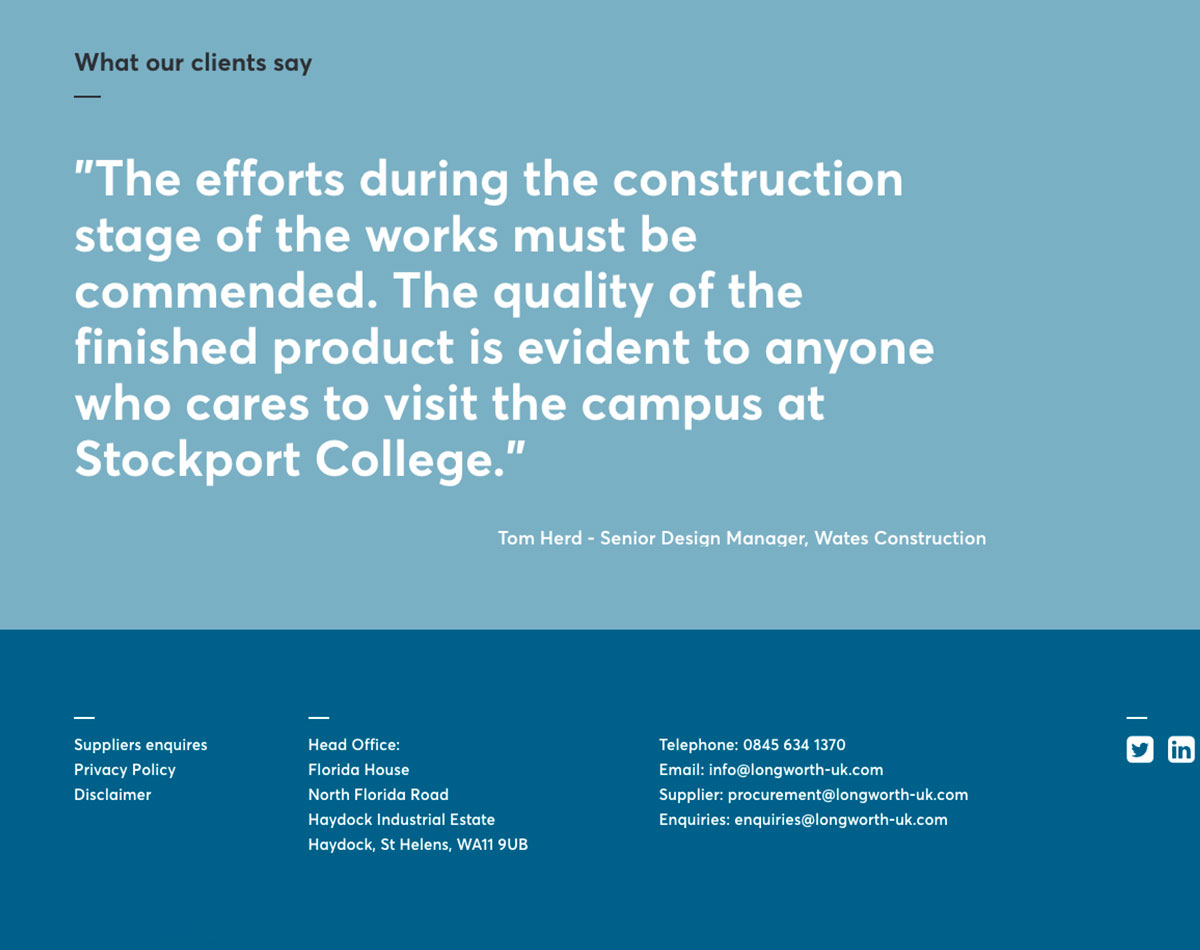 What our clients say
"The efforts during the construction
stage of the works must be
commended. The quality of the
finished product is evident to anyone
who cares to visit the campus at
Stockport College."
Tom Herd - Senior Design Manager, Wates Construction
Suppliers enquires
Privacy Policy
Disclaimer
Head Office:
Florida House
North Florida Road
Haydock Industrial Estate
Haydock, St Helens, WA11 9UB
Telephone: 0845 634 1370
Email: info@longworth-uk.com
Supplier: procurement@longworth-uk.com
Enquiries: enquiries@longworth-uk.com
in